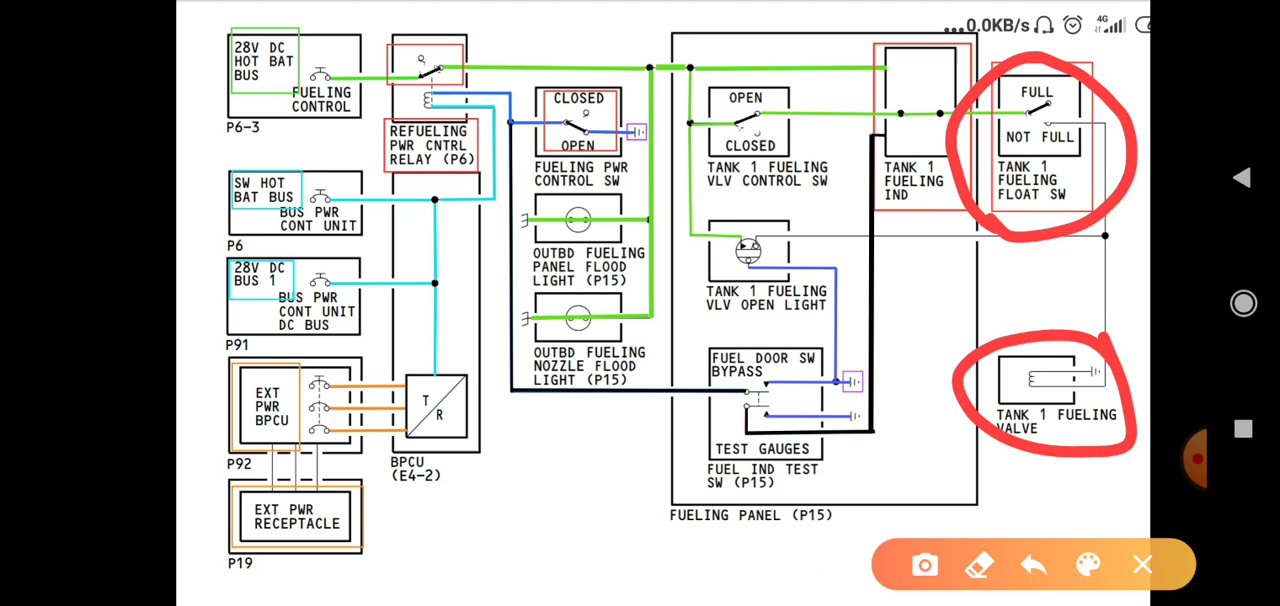 ...0.0KB/s
4G
28V DC
HOT BAT
BUS
FUELING
CONTROL
P6-3
REFUELING
PWR CNTRL
RELAY (P6)
SW HOT
BAT BUS
BUS PWR
CONT UNIT
P6
28V DC
BUS 1
BUS PWR
CONT UNIT
DC BUS
P91
EXT
PWR
BPCU
P92
EXT PWR
RECEPTACLE
P19
T
R
BPCU
(E4-2)
CLOSED
OPEN
FUELING PWR
CONTROL SW
OUTBD FUELING
PANEL FLOOD
LIGHT (P15)
OUTBD FUELING
NOZZLE FLOOD
LIGHT (P15)
OPEN
CLOSED
TANK 1 FUELING
VLV CONTROL SW
TANK 1 FUELING
VLV OPEN LIGHT
FUEL DOOR SW
BYPASS
TEST GAUGES
FUEL IND TEST
SW (P15)
FUELING PANEL (P15)
TANK 1
FUELING
IND
FULL
NOT FULL
TANK 1
FUELING
FLOAT SW
TANK 1 FUELING
VALVE